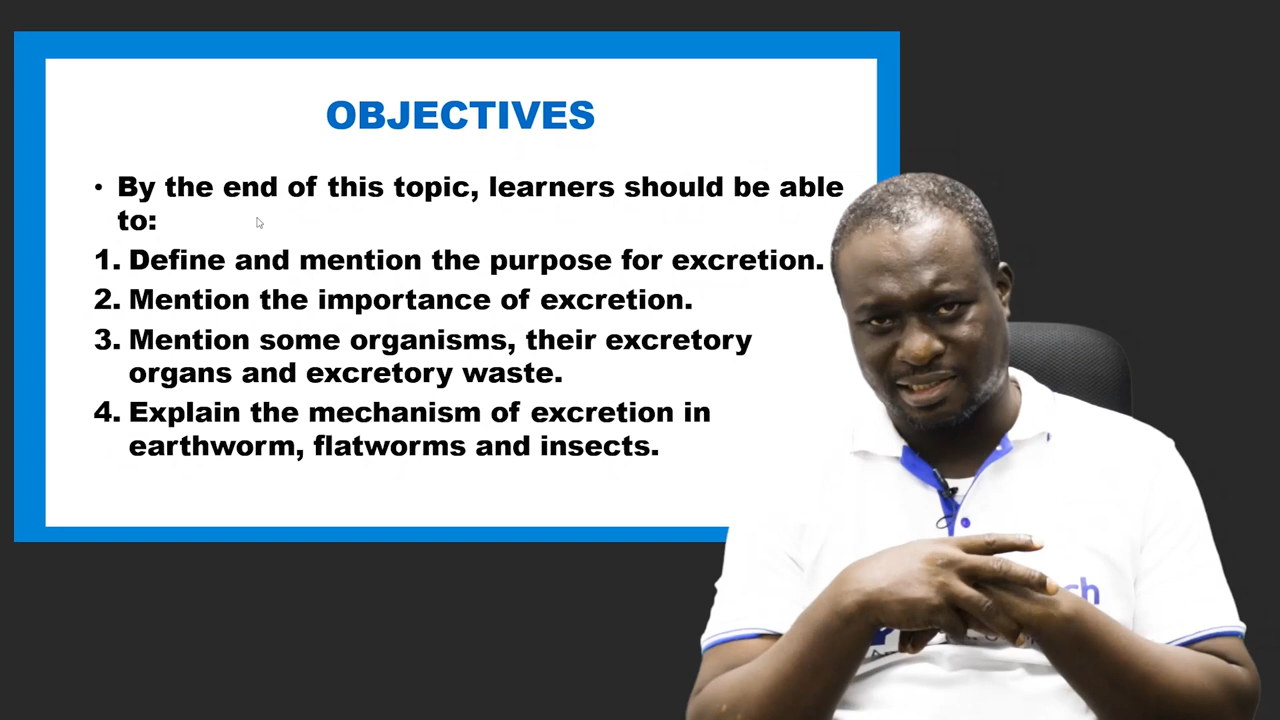 OBJECTIVES
• By the end of this topic, learners should be able
to:
1. Define and mention the purpose for excretion.
2. Mention the importance of excretion.
3. Mention some organisms, their excretory
organs and excretory waste.
4. Explain the mechanism of excretion in
earthworm, flatworms and insects.